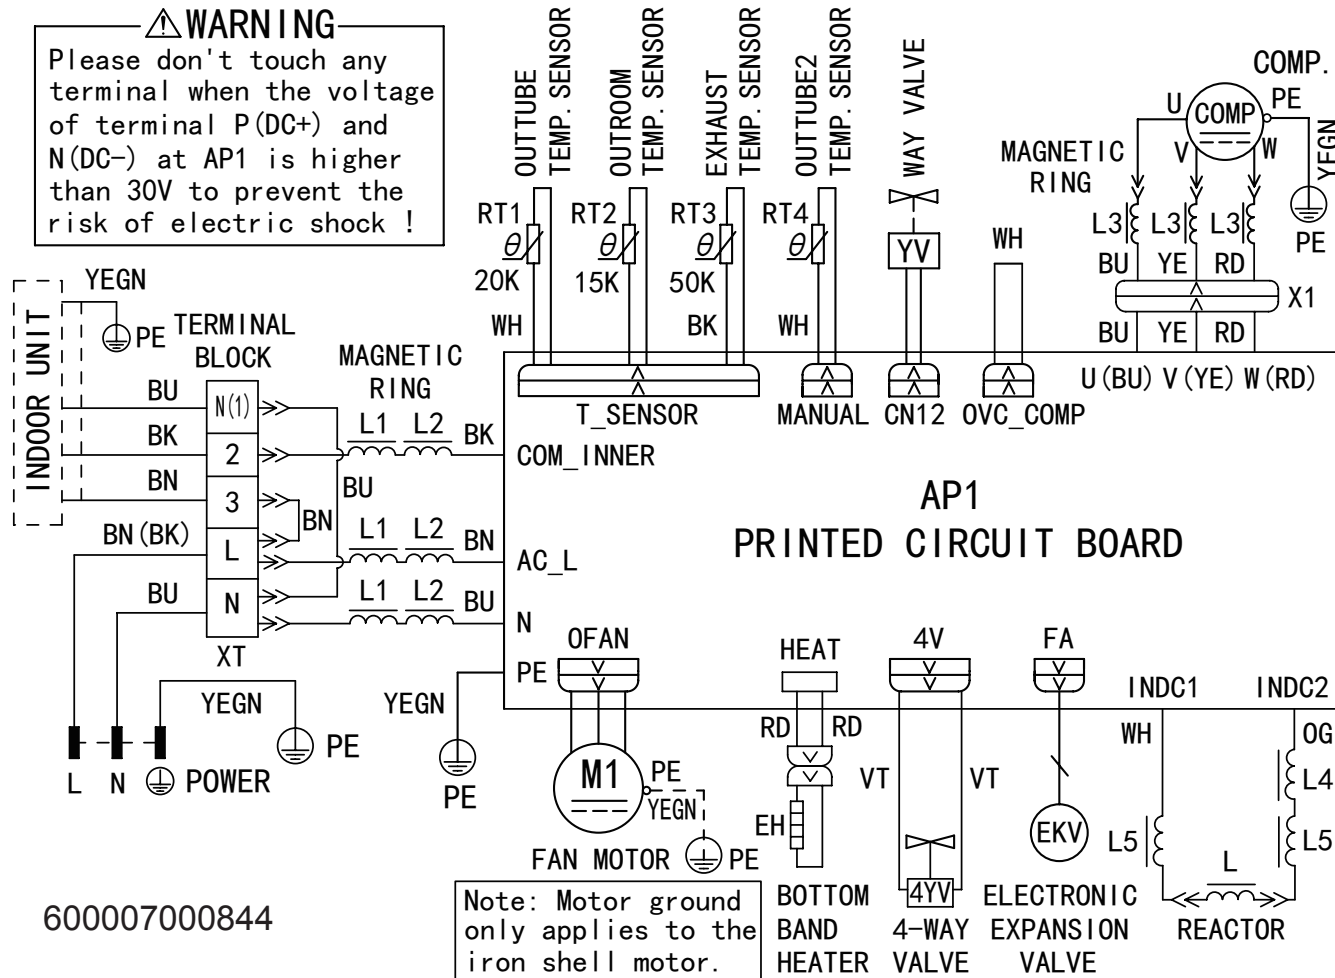 ⚠WARNING
Please don't touch any
terminal when the voltage
of terminal P(DC+) and
N(DC-) at AP1 is higher
than 30V to prevent the
risk of electric shock !
OUTTUBE
TEMP. SENSOR
OUTROOM
TEMP. SENSOR
EXHAUST
TEMP. SENSOR
OUTTUBE2
TEMP. SENSOR
WAY VALVE
RT1
θ
20K
WH
RT2
θ
15K
RT3
θ
50K
BK
RT4
θ
WH
YV
WH
COMP.
U
COMP
PE
V
W
YEGN
PE
MAGNETIC
RING
L3
L3
L3
BU
YE
RD
X1
BU
YE
RD
U(BU) V(YE) W(RD)
T_SENSOR
MANUAL
CN12
OVC_COMP
INDOOR UNIT
YEGN
PE
TERMINAL
BLOCK
MAGNETIC
RING
BU
N(1)
BK
2
L1
L2
BK
COM_INNER
BN
3
BU
BN
BN(BK)
L
L1
L2
BN
AC_L
BU
N
L1
L2
BU
N
XT
AP1
PRINTED CIRCUIT BOARD
YEGN
PE
L
N
POWER
PE
YEGN
PE
OFAN
M1
PE
YEGN
PE
FAN MOTOR
HEAT
RD
RD
EH
BOTTOM
BAND
HEATER
4V
VT
VT
4YV
4-WAY
VALVE
FA
EKV
ELECTRONIC
EXPANSION
VALVE
INDC1
INDC2
WH
OG
L4
L5
L5
L
REACTOR
Note: Motor ground
only applies to the
iron shell motor.
600007000844